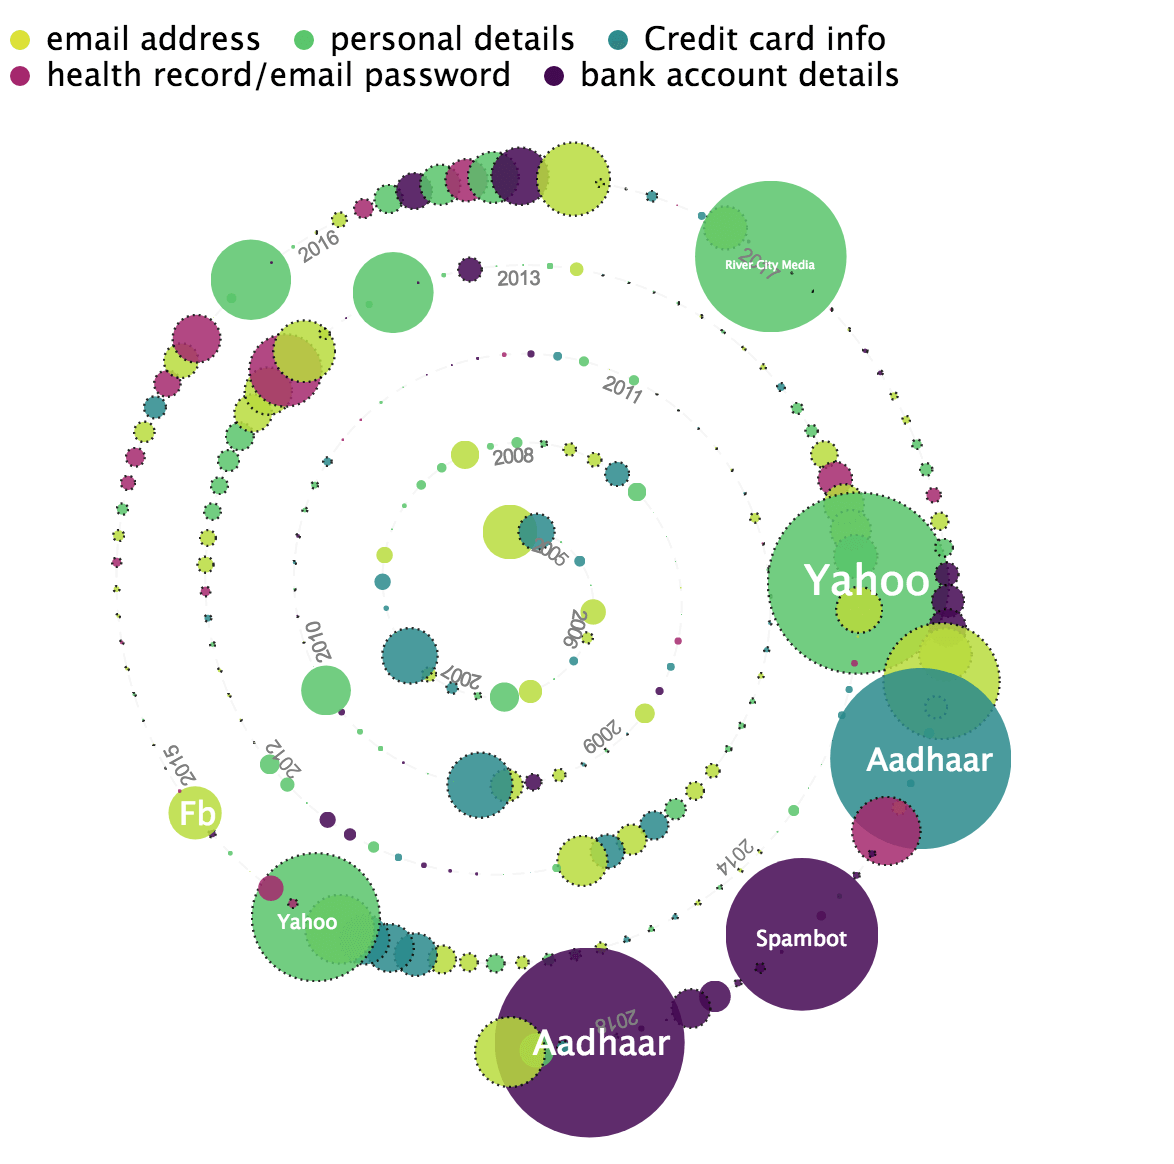 email address personal details Credit card info
health record/email password bank account details
2016
2017
River City Media
2013
2011
2008
2005
Yahoo
2006
2010
2007
2009
2012
2015
Aadhaar
Fb
2014
Yahoo
Spambot
2018
Aadhaar